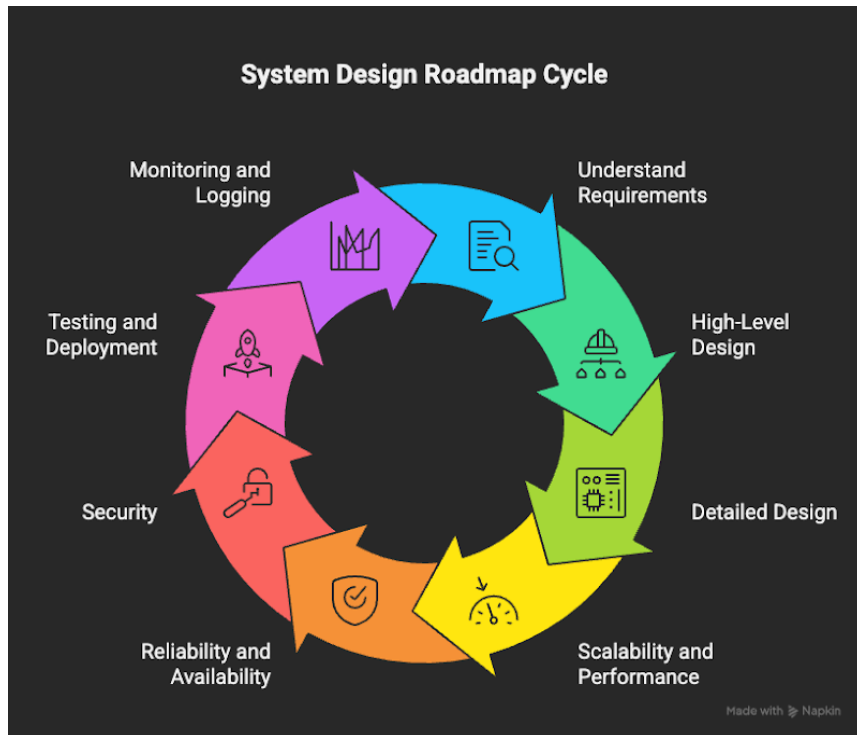 System Design Roadmap Cycle
Monitoring and
Logging
Understand
Requirements
Testing and
Deployment
High-Level
Design
Security
Detailed Design
Reliability and
Availability
Scalability and
Performance
Made with Napkin